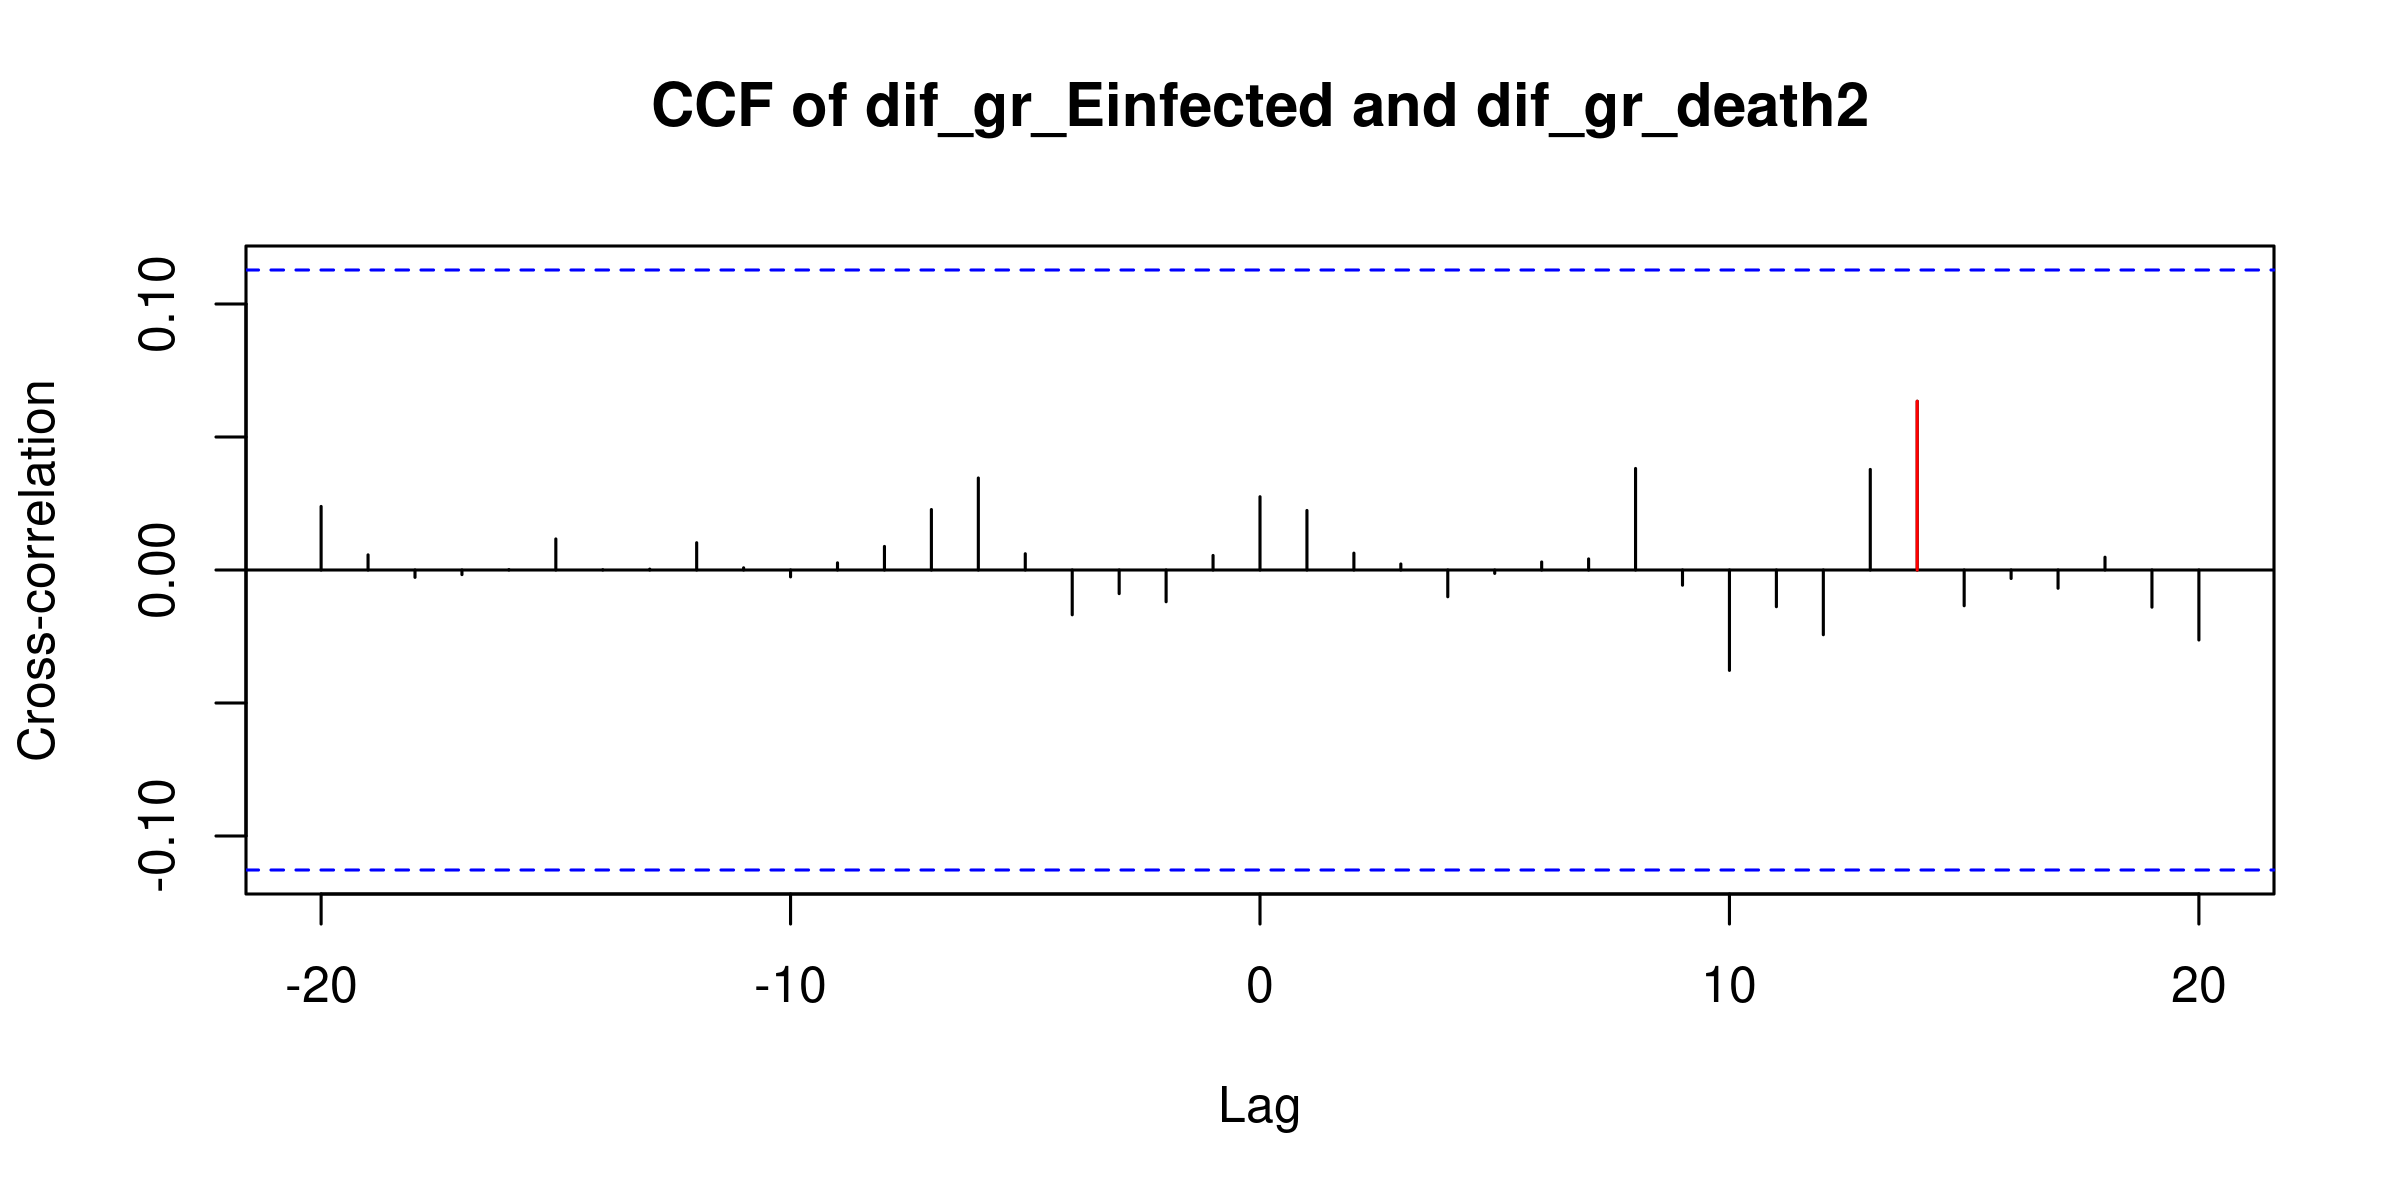 CCF of dif_gr_Einfected and dif_gr_death2
Cross-correlation
0.10
0.00
-0.10
-20
-10
0
10
20
Lag